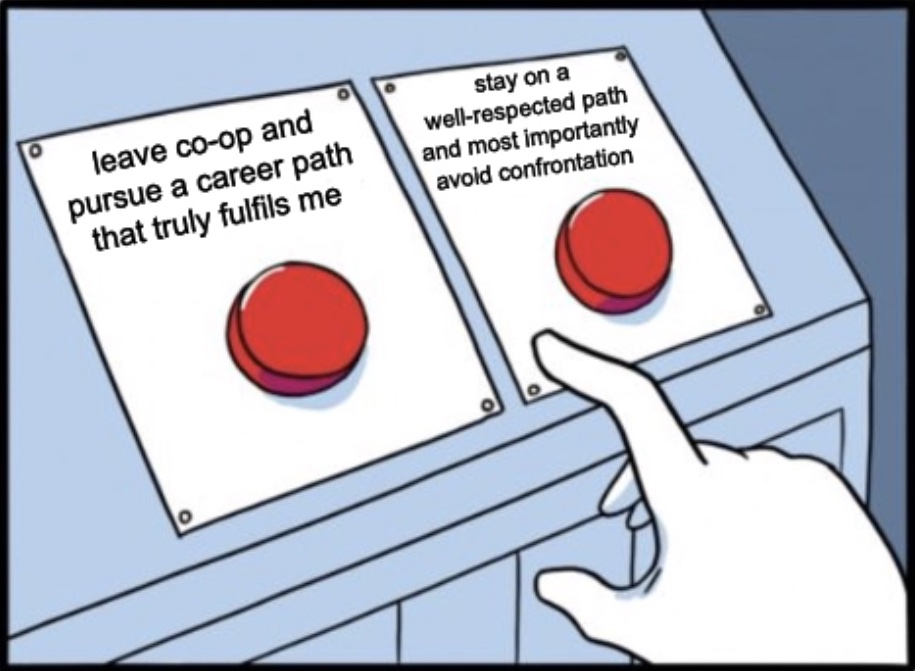 leave co-op and
pursue a career path
that truly fulfils me
stay on a
well-respected path
and most importantly
avoid confrontation